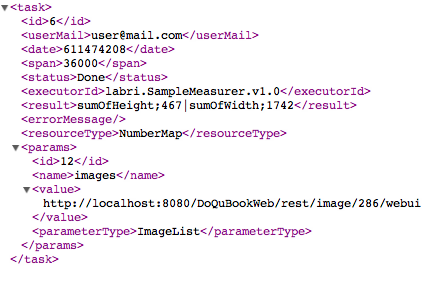 <task>
<id>6</id>
<userMail>user@mail.com</userMail>
<date>611474208</date>
<span>36000</span>
<status>Done</status>
<executorId>labri.SampleMeasurer.v1.0</executorId>
<result>sumOfHeight;467|sumOfWidth;1742</result>
<errorMessage/>
<resourceType>NumberMap</resourceType>
<params>
<id>12</id>
<name>images</name>
<value>
http://localhost:8080/DoQuBookWeb/rest/image/286/webui
</value>
<parameterType>ImageList</parameterType>
</params>
</task>